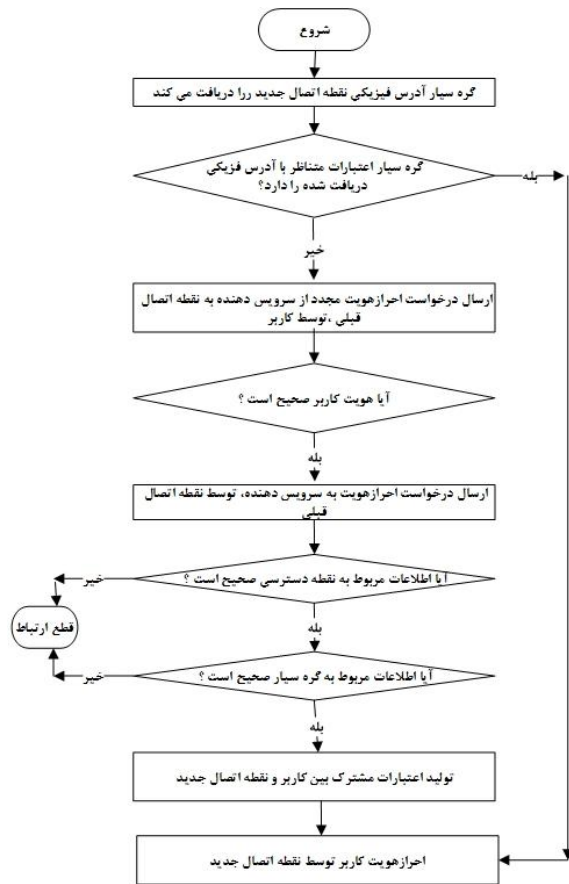 شروع
گره سیار آدرس فیزیکی نقطه اتصال جدید ررا دریافت می کند
گره سیار اعتبارات متناظر با آدرس فزیکی
دریافت شده را دارد؟
بله
خیر
ارسال درخواست احرازهویت مجدد از سرویس دهنده به نقطه اتصال
قبلی ،توسط کاربر
آیا هویت کاربر صحیح است ؟
بله
ارسال درخواست احرازهویت به سرویس دهنده، توسط نقطه اتصال
قبلی
آیا اطلاعات مربوط به نقطه دسترسی صحیح است ؟
خیر
قطع ارتباط
بله
آیا اطلاعات مربوط به گره سیار صحیح است ؟
خیر
بله
تولید اعتبارات مشترک بین کاربر و نقطه اتصال جدید
احرازهویت کاربر توسط نقطه اتصال جدید